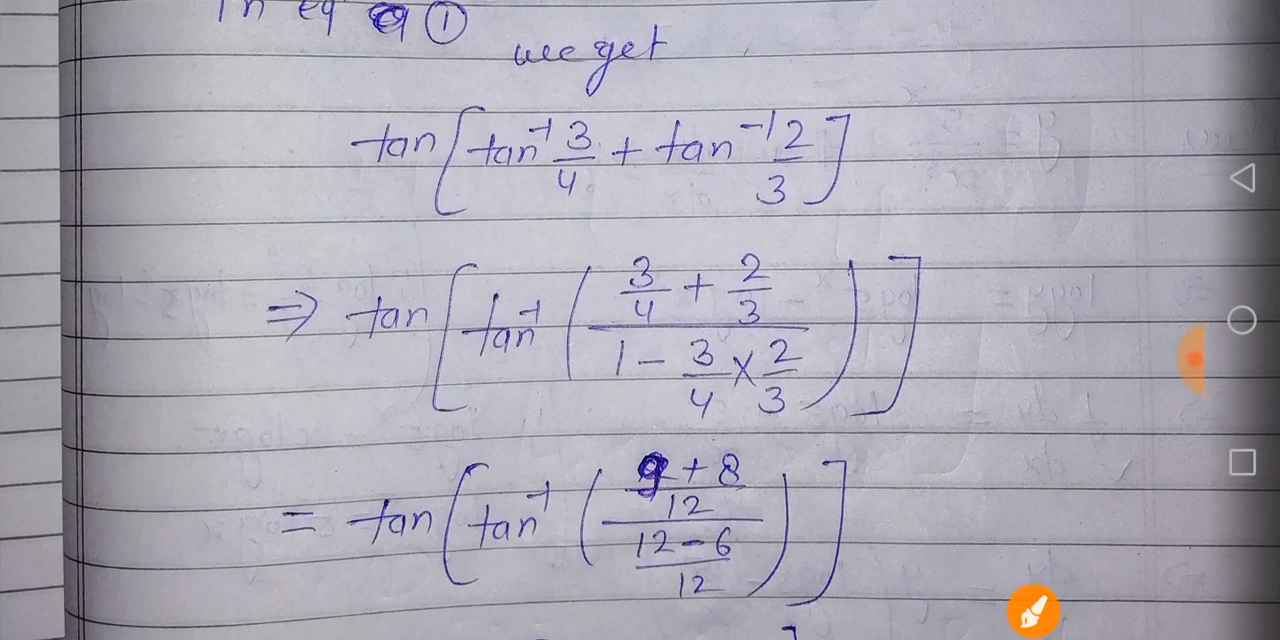 In eq ①
we get
tan[tan⁻¹ 3/4 + tan⁻¹ 2/3]
⇒ tan[tan⁻¹((3/4 + 2/3)/(1 - 3/4 × 2/3))]
= tan[tan⁻¹(((9 + 8)/12)/((12 - 6)/12))]